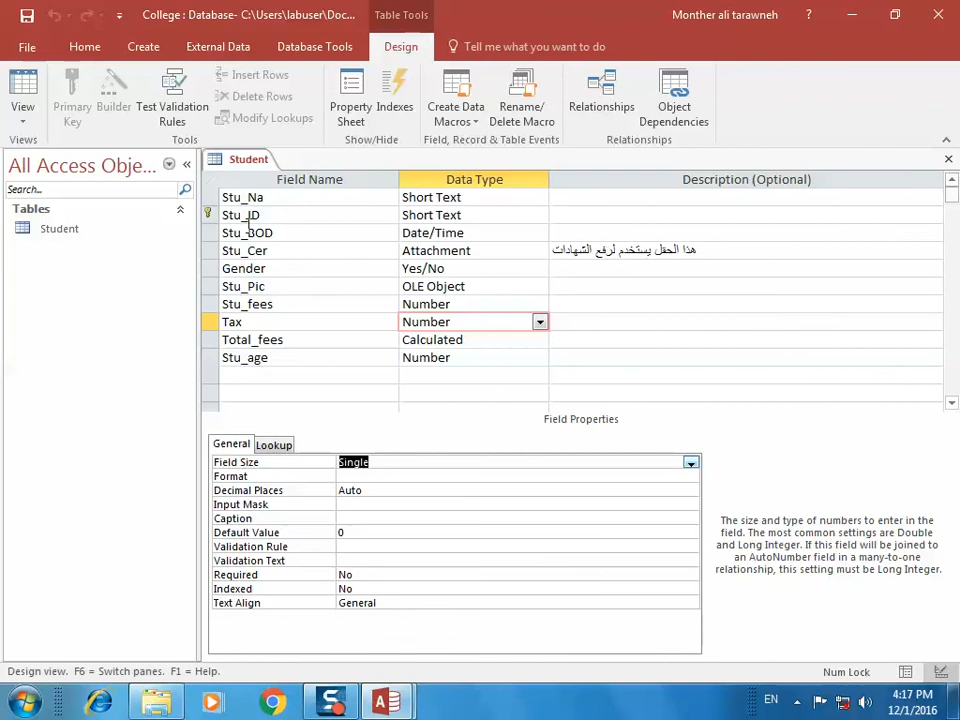 College : Database- C:\Users\labuser\Doc...
Table Tools
Monther ali tarawneh
?
File
Home
Create
External Data
Database Tools
Design
Tell me what you want to do
View
Primary Key
Builder
Test Validation Rules
Insert Rows
Delete Rows
Modify Lookups
Property Sheet
Indexes
Create Data Macros
Rename/ Delete Macro
Relationships
Object Dependencies
Views
Tools
Show/Hide
Field, Record & Table Events
Relationships
All Access Obje...
Search...
Tables
Student
Student
Field Name Data Type Description (Optional)
Stu_Na Short Text
Stu_ID Short Text
Stu_BOD Date/Time
Stu_Cer Attachment هذا الحقل يستخدم لرفع الشهادات
Gender Yes/No
Stu_Pic OLE Object
Stu_fees Number
Tax Number
Total_fees Calculated
Stu_age Number
Field Properties
General Lookup
Field Size Single
Format
Decimal Places Auto
Input Mask
Caption
Default Value 0
Validation Rule
Validation Text
Required No
Indexed No
Text Align General
The size and type of numbers to enter in the
field. The most common settings are Double
and Long Integer. If this field will be joined to
an AutoNumber field in a many-to-one
relationship, this setting must be Long Integer.
Design view. F6 = Switch panes. F1 = Help.
Num Lock
EN
4:17 PM
12/1/2016